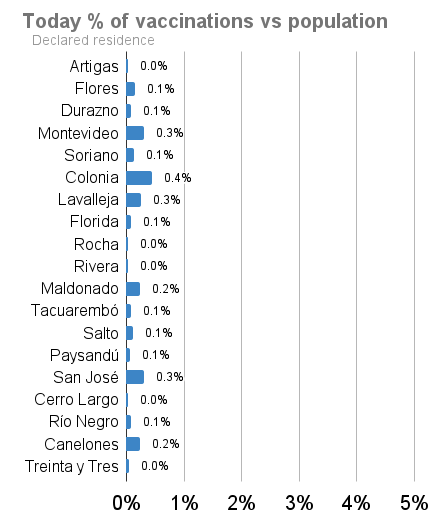 Today % of vaccinations vs population
Declared residence
Artigas 0.0%
Flores 0.1%
Durazno 0.1%
Montevideo 0.3%
Soriano 0.1%
Colonia 0.4%
Lavalleja 0.3%
Florida 0.1%
Rocha 0.0%
Rivera 0.0%
Maldonado 0.2%
Tacuarembó 0.1%
Salto 0.1%
Paysandú 0.1%
San José 0.3%
Cerro Largo 0.0%
Río Negro 0.1%
Canelones 0.2%
Treinta y Tres 0.0%
0% 1% 2% 3% 4% 5%